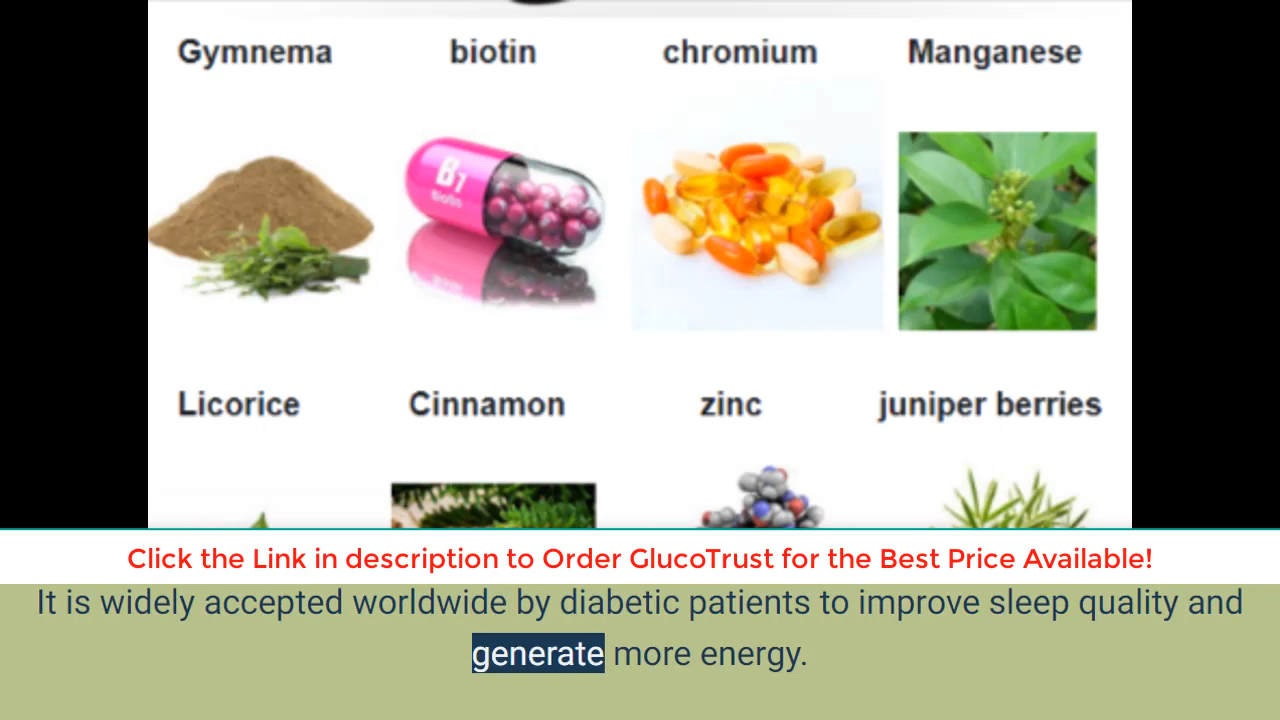 Gymnema biotin chromium Manganese
B7
Biotin
Licorice Cinnamon zinc juniper berries
Click the Link in description to Order GlucoTrust for the Best Price Available!
It is widely accepted worldwide by diabetic patients to improve sleep quality and
generate more energy.